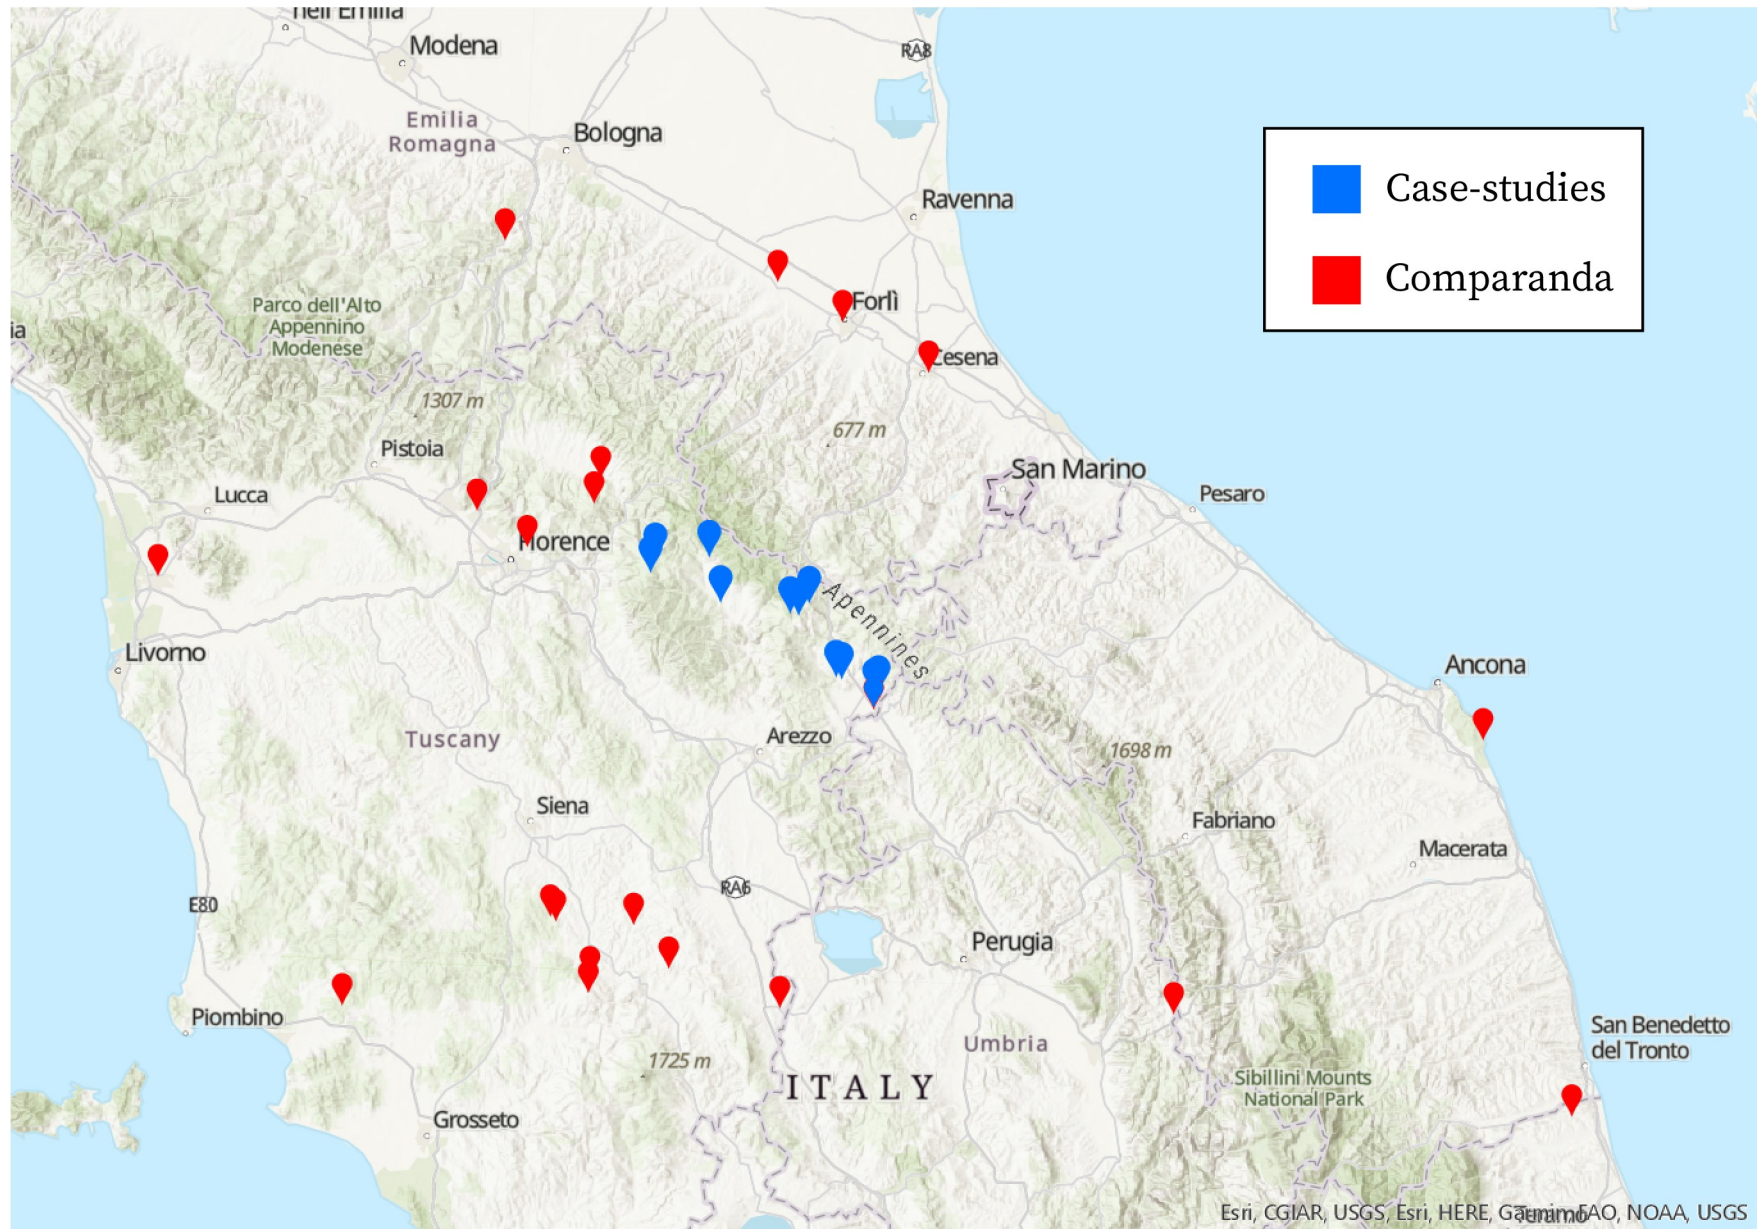 nell'Emilia
Modena
RA8
Emilia
Romagna
Bologna
Ravenna
Case-studies
Comparanda
Parco dell'Alto
Appennino
Modenese
Forlì
ia
Cesena
1307 m
677 m
Pistoia
San Marino
Lucca
Pesaro
Florence
Apennines
Livorno
Ancona
Tuscany
Arezzo
1698 m
Siena
Fabriano
Macerata
RA6
E80
Perugia
Piombino
San Benedetto
del Tronto
Umbria
1725 m
ITALY
Sibillini Mounts
National Park
Grosseto
Teramo
Esri, CGIAR, USGS, Esri, HERE, Garmin, FAO, NOAA, USGS